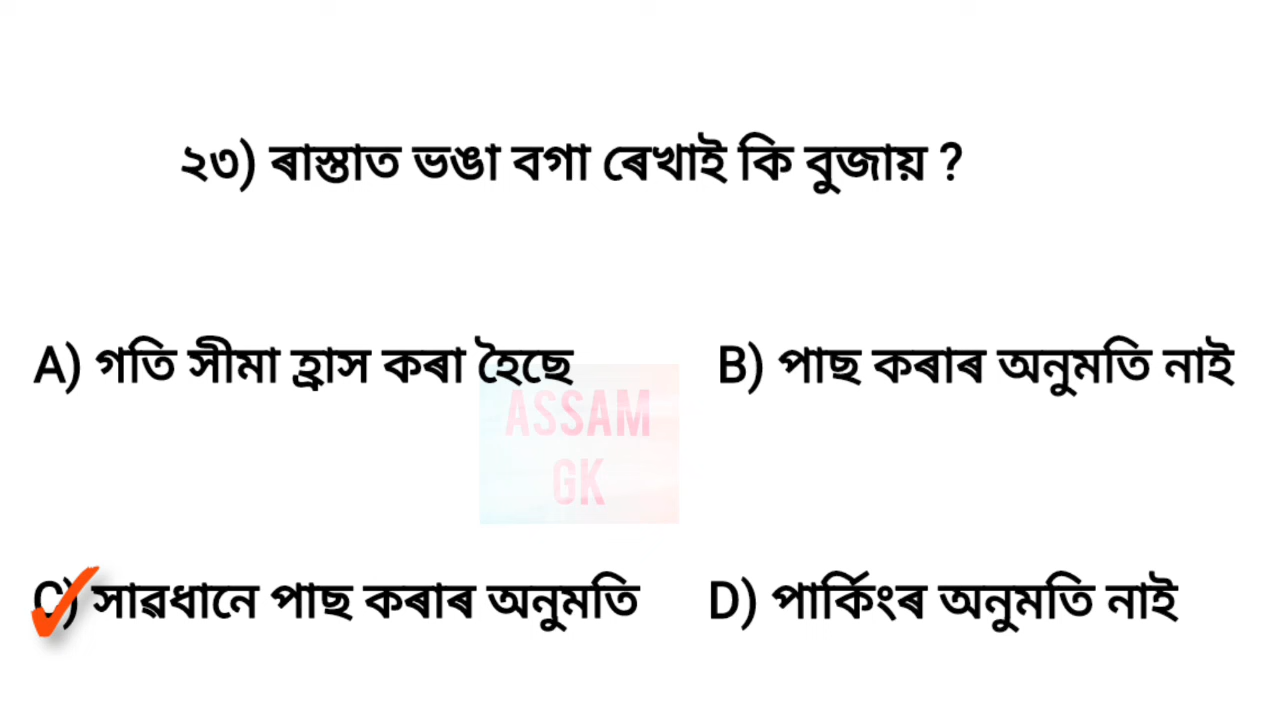 ২৩) ৰাস্তাত ভঙা বগা ৰেখাই কি বুজায় ?
A) গতি সীমা হ্ৰাস কৰা হৈছে
B) পাছ কৰাৰ অনুমতি নাই
ASSAM
GK
C) সাৱধানে পাছ কৰাৰ অনুমতি
D) পাৰ্কিংৰ অনুমতি নাই